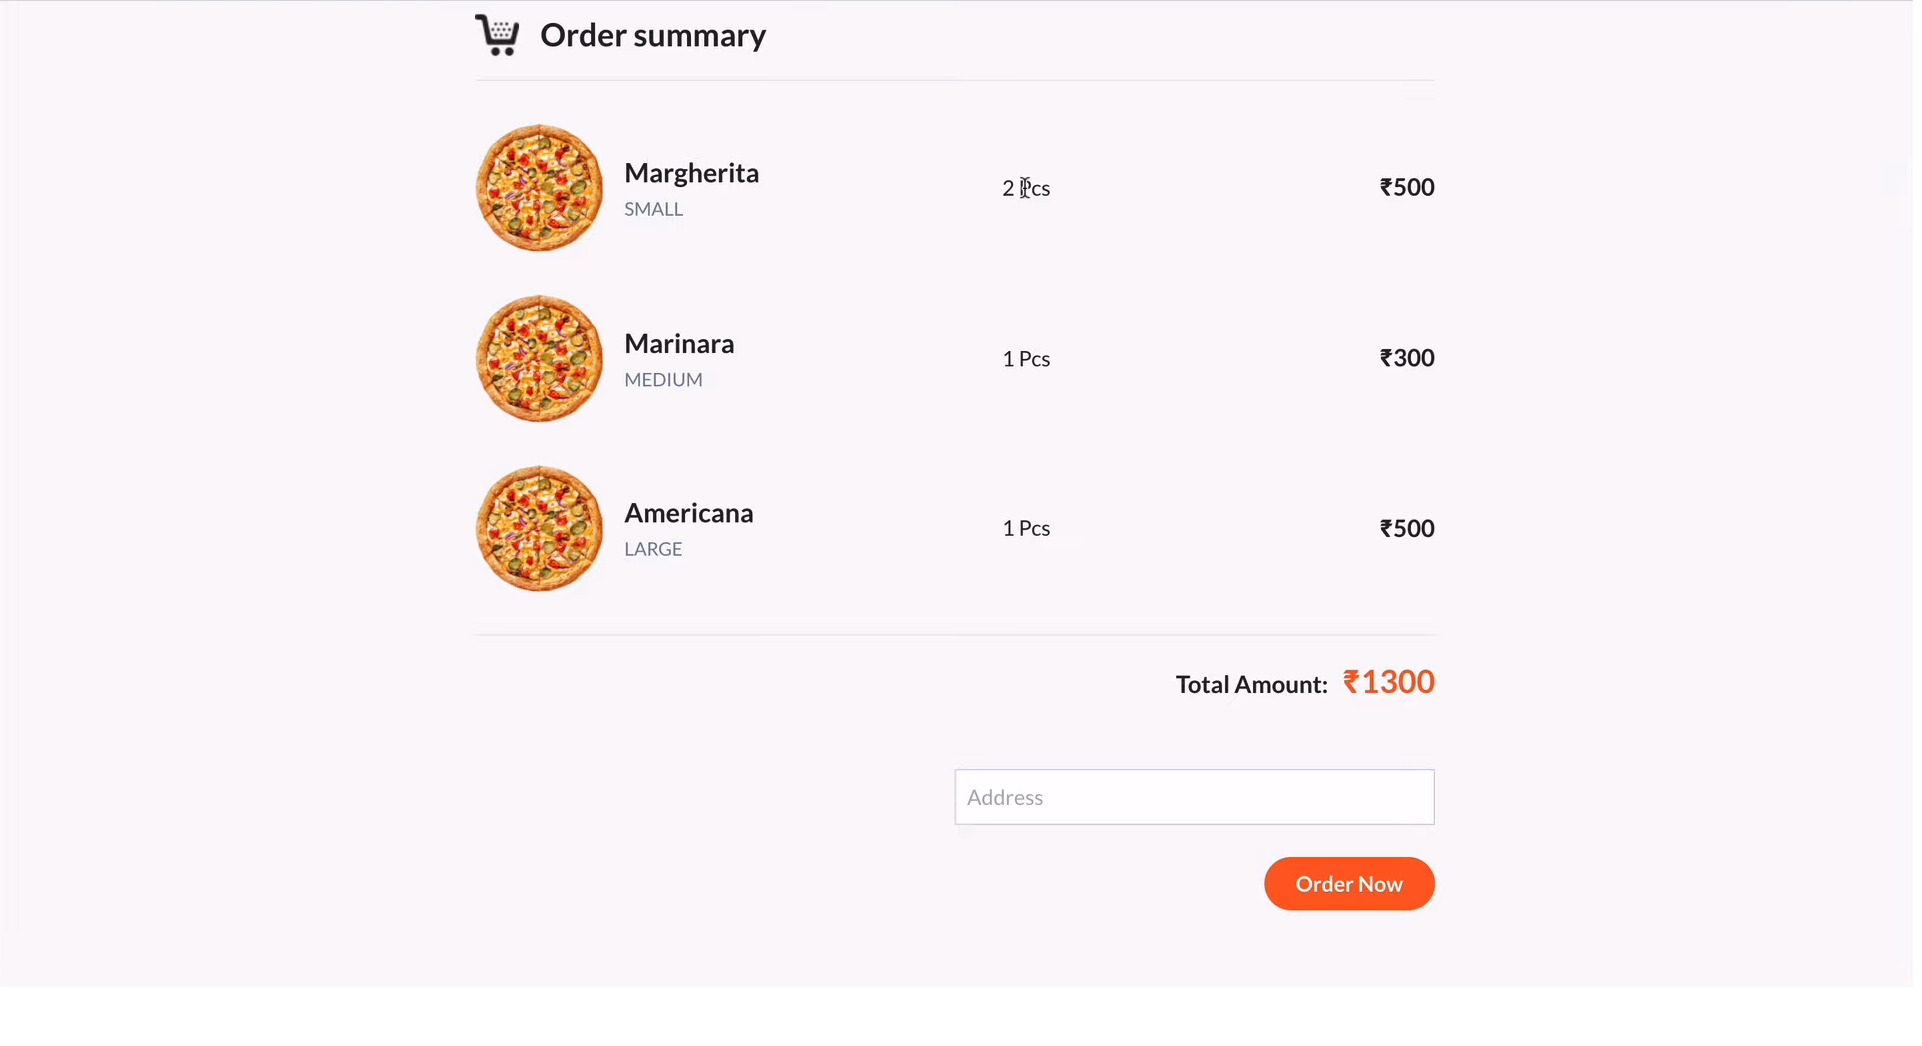 Order summary
Margherita
SMALL
2 Pcs
₹500
Marinara
MEDIUM
1 Pcs
₹300
Americana
LARGE
1 Pcs
₹500
Total Amount: ₹1300
Address
Order Now